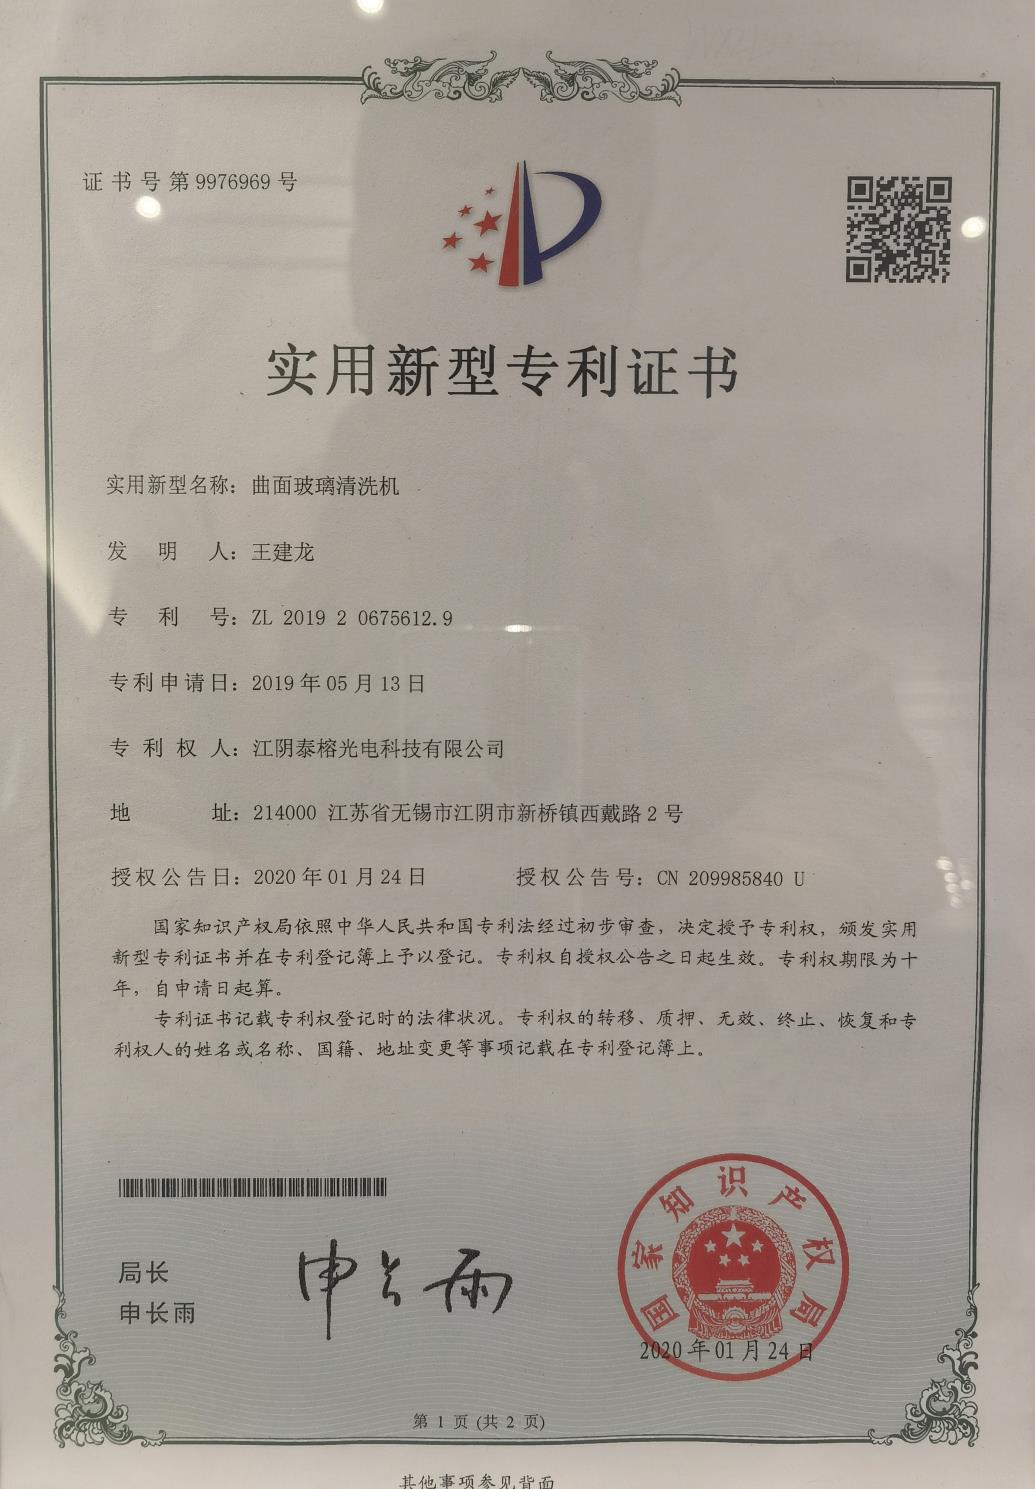 证书号第9976969号
实用新型专利证书
实用新型名称：曲面玻璃清洗机
发明人：王建龙
专利号：ZL 2019 2 0675612.9
专利申请日：2019年05月13日
专利权人：江阴泰榕光电科技有限公司
地址：214000 江苏省无锡市江阴市新桥镇西戴路2号
授权公告日：2020年01月24日 授权公告号：CN 209985840 U
国家知识产权局依照中华人民共和国专利法经过初步审查，决定授予专利权，颁发实用
新型专利证书并在专利登记簿上予以登记。专利权自授权公告之日起生效。专利权期限为十
年，自申请日起算。
专利证书记载专利权登记时的法律状况。专利权的转移、质押、无效、终止、恢复和专
利权人的姓名或名称、国籍、地址变更等事项记载在专利登记簿上。
局长
申长雨
申长雨
国家知识产权局
2020年01月24日
第 1 页 (共 2 页)
其他事项参见背面